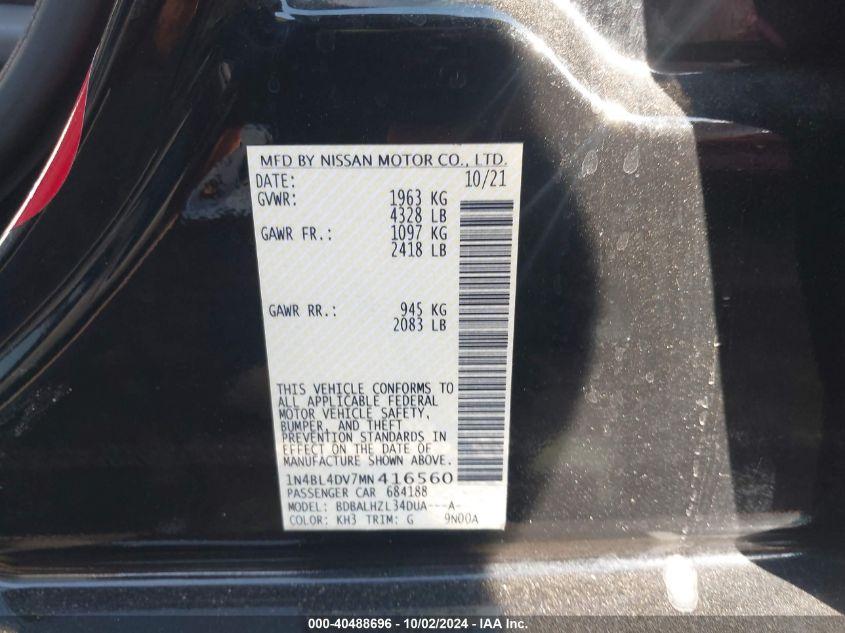 MFD BY NISSAN MOTOR CO., LTD.
DATE: 10/21
GVWR: 1963 KG
4328 LB
GAWR FR.: 1097 KG
2418 LB
GAWR RR.: 945 KG
2083 LB
THIS VEHICLE CONFORMS TO
ALL APPLICABLE FEDERAL
MOTOR VEHICLE SAFETY,
BUMPER, AND THEFT
PREVENTION STANDARDS IN
EFFECT ON THE DATE OF
MANUFACTURE SHOWN ABOVE.
1N4BL4DV7MN416560
PASSENGER CAR 684188
MODEL: BDBALHZL34DUA---A-
COLOR: KH3 TRIM: G 9N00A
000-40488696 - 10/02/2024 - IAA Inc.